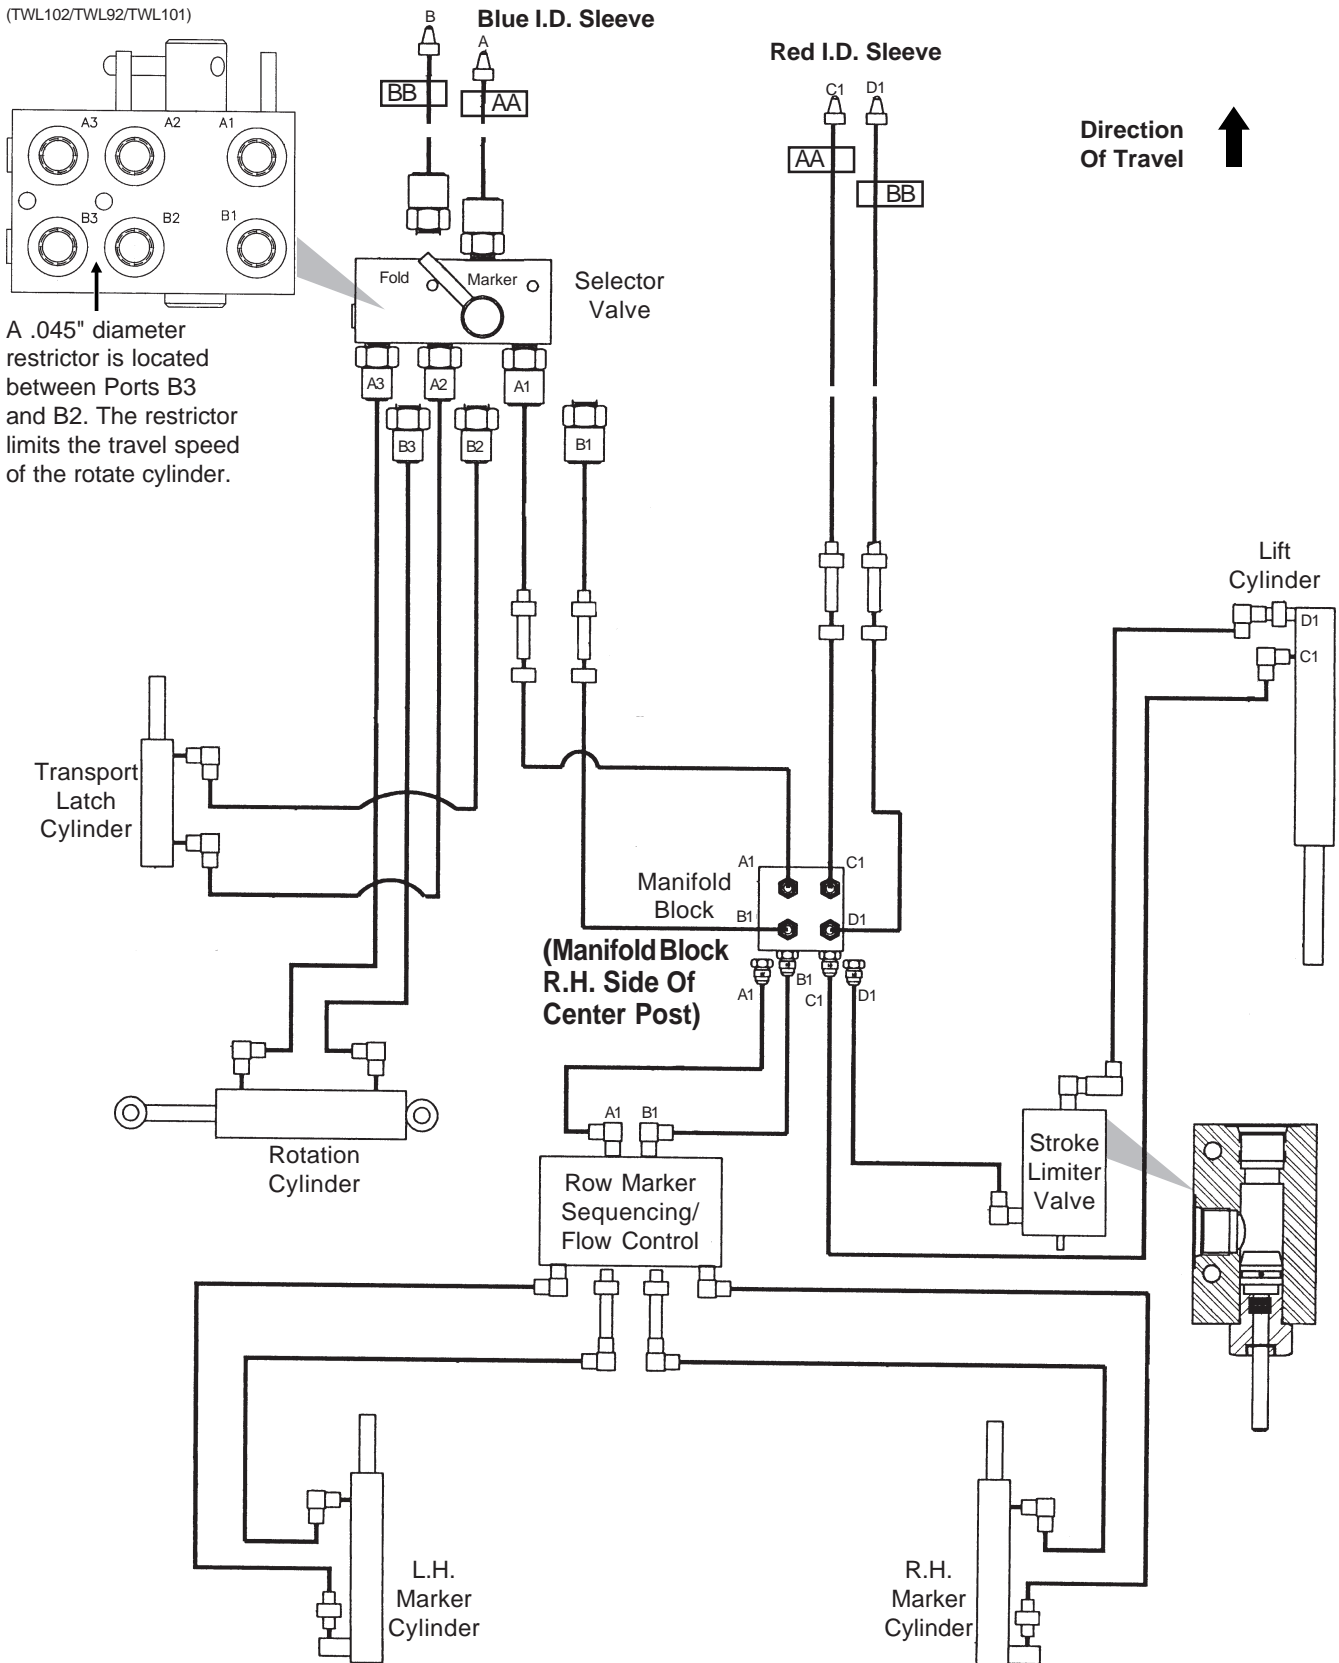 (TWL102/TWL92/TWL101)
B
Blue I.D. Sleeve
A
Red I.D. Sleeve
BB
AA
C1 D1
Direction
Of Travel
A3 A2 A1
AA
BB
B3 B2 B1
Fold Marker
Selector
Valve
A .045" diameter
restrictor is located
between Ports B3
and B2. The restrictor
limits the travel speed
of the rotate cylinder.
A3 A2 A1
B3 B2 B1
Lift
Cylinder
D1
C1
Transport
Latch
Cylinder
A1 C1
Manifold
Block
B1 D1
(Manifold Block
R.H. Side Of
Center Post)
A1 B1 C1 D1
A1 B1
Rotation
Cylinder
Row Marker
Sequencing/
Flow Control
Stroke
Limiter
Valve
L.H.
Marker
Cylinder
R.H.
Marker
Cylinder